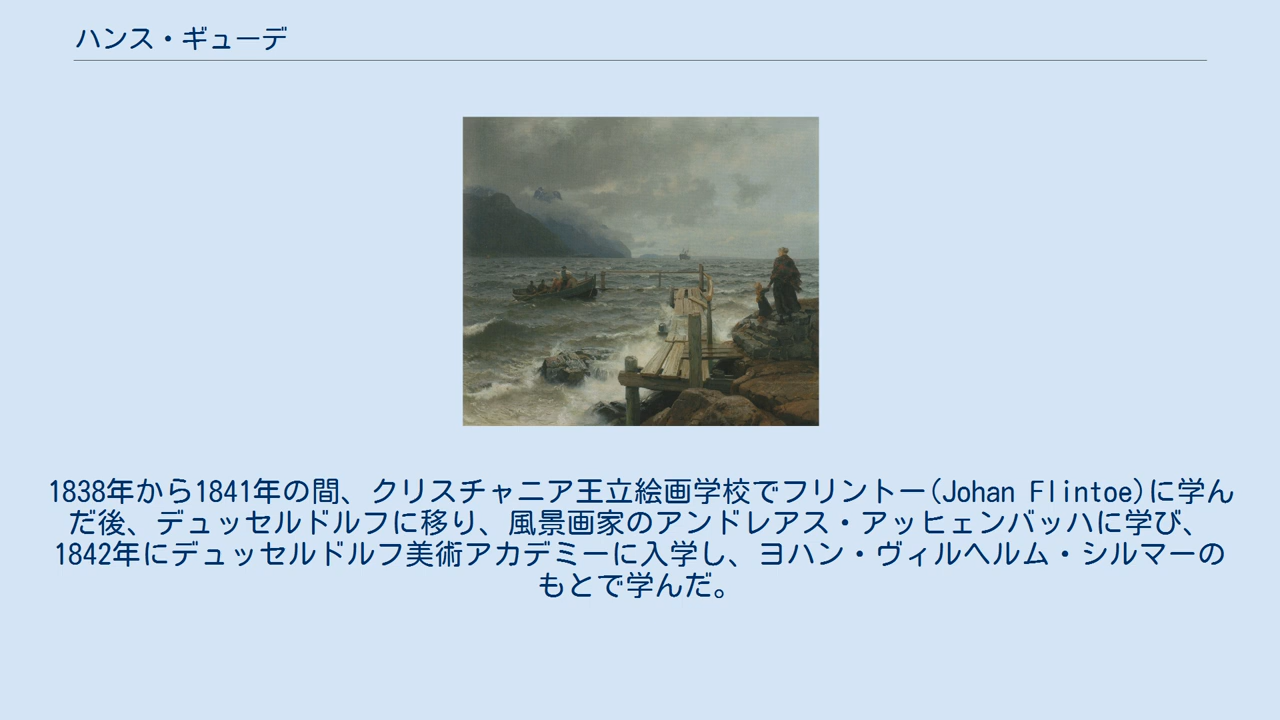 ハンス・ギューデ
1838年から1841年の間、クリスチャニア王立絵画学校でフリントー(Johan Flintoe)に学ん
だ後、デュッセルドルフに移り、風景画家のアンドレアス・アッヒェンバッハに学び、
1842年にデュッセルドルフ美術アカデミーに入学し、ヨハン・ヴィルヘルム・シルマーの
もとで学んだ。